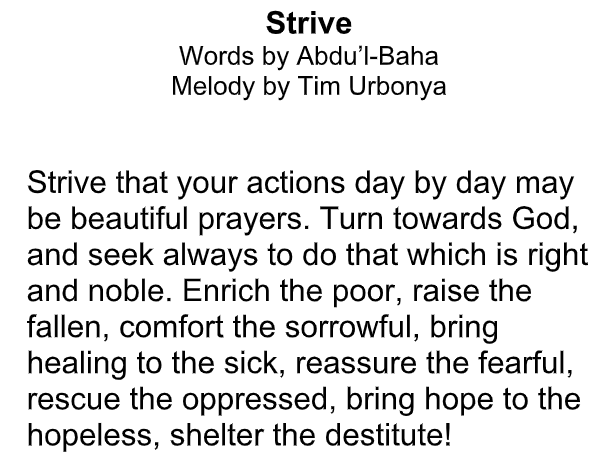 Strive
Words by Abdu’l-Baha
Melody by Tim Urbonya
Strive that your actions day by day may
be beautiful prayers. Turn towards God,
and seek always to do that which is right
and noble. Enrich the poor, raise the
fallen, comfort the sorrowful, bring
healing to the sick, reassure the fearful,
rescue the oppressed, bring hope to the
hopeless, shelter the destitute!